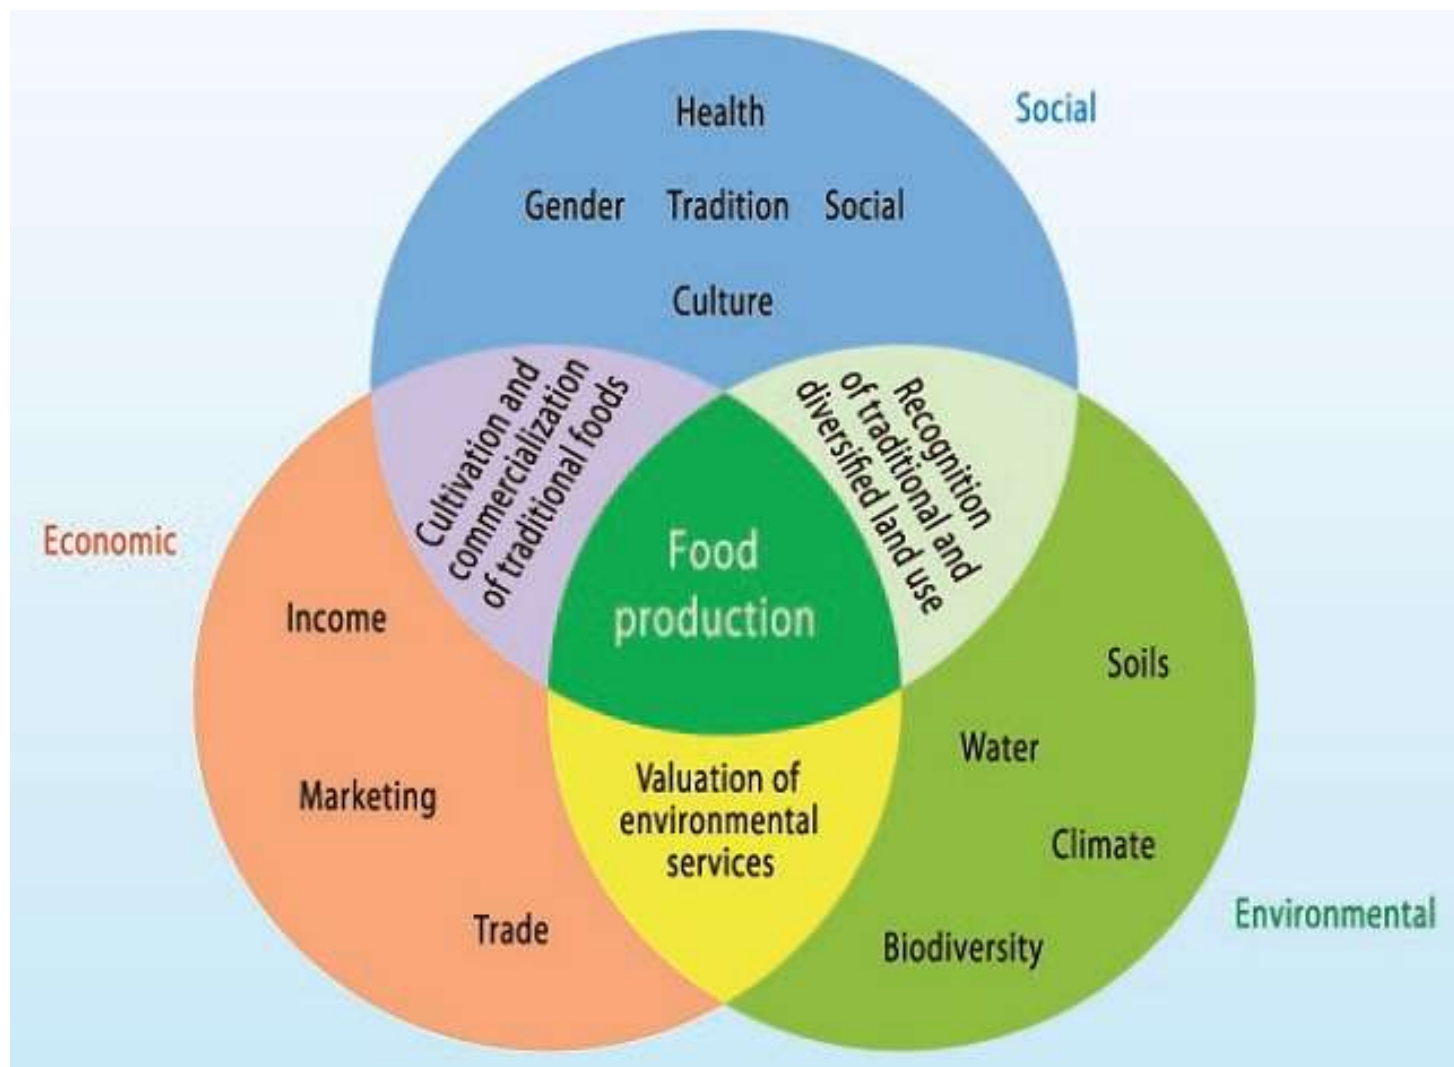 Health
Social
Gender Tradition Social
Culture
Cultivation and
commercialization
of traditional foods
Recognition
of traditional and
diversified land use
Economic
Food
production
Income
Soils
Water
Marketing
Valuation of
environmental
services
Climate
Trade
Biodiversity
Environmental